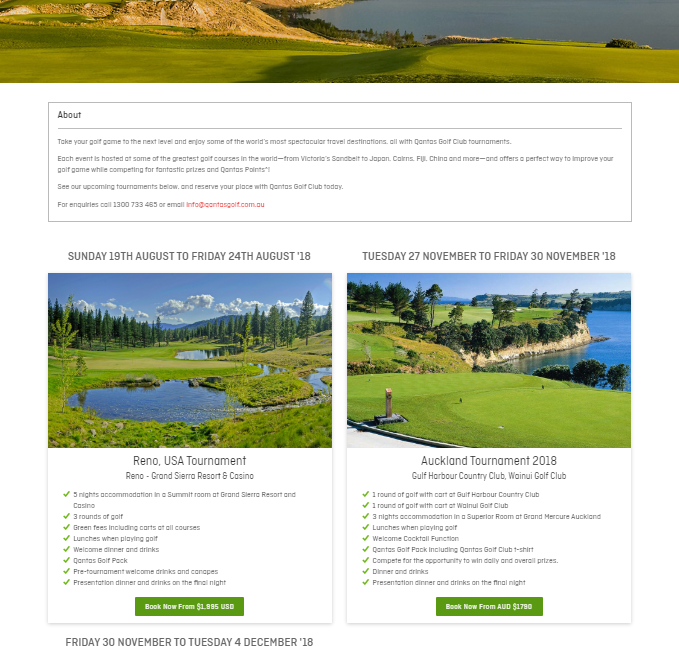 About
Take your golf game to the next level and enjoy some of the world's most spectacular travel destinations, all with Qantas Golf Club tournaments.
Each event is hosted at some of the greatest golf courses in the world—from Victoria's Sandbelt to Japan, Cairns, Fiji, China and more—and offers a perfect way to improve your
golf game while competing for fantastic prizes and Qantas Points*!
See our upcoming tournaments below, and reserve your place with Qantas Golf Club today.
For enquiries call 1300 733 465 or email info@qantasgolf.com.au
SUNDAY 19TH AUGUST TO FRIDAY 24TH AUGUST '18
Reno, USA Tournament
Reno - Grand Sierra Resort & Casino
5 nights accommodation in a Summit room at Grand Sierra Resort and
Casino
3 rounds of golf
Green fees including carts at all courses
Lunches when playing golf
Welcome dinner and drinks
Qantas Golf Pack
Pre-tournament welcome drinks and canapes
Presentation dinner and drinks on the final night
Book Now From $1,895 USD
TUESDAY 27 NOVEMBER TO FRIDAY 30 NOVEMBER '18
Auckland Tournament 2018
Gulf Harbour Country Club, Wainui Golf Club
1 round of golf with cart at Gulf Harbour Country Club
1 round of golf with cart at Wainui Golf Club
3 nights accommodation in a Superior Room at Grand Mercure Auckland
Lunches when playing golf
Welcome Cocktail Function
Qantas Golf Pack including Qantas Golf Club t-shirt
Compete for the opportunity to win daily and overall prizes.
Dinner and drinks
Presentation dinner and drinks on the final night
Book Now From AUD $1790
FRIDAY 30 NOVEMBER TO TUESDAY 4 DECEMBER '18